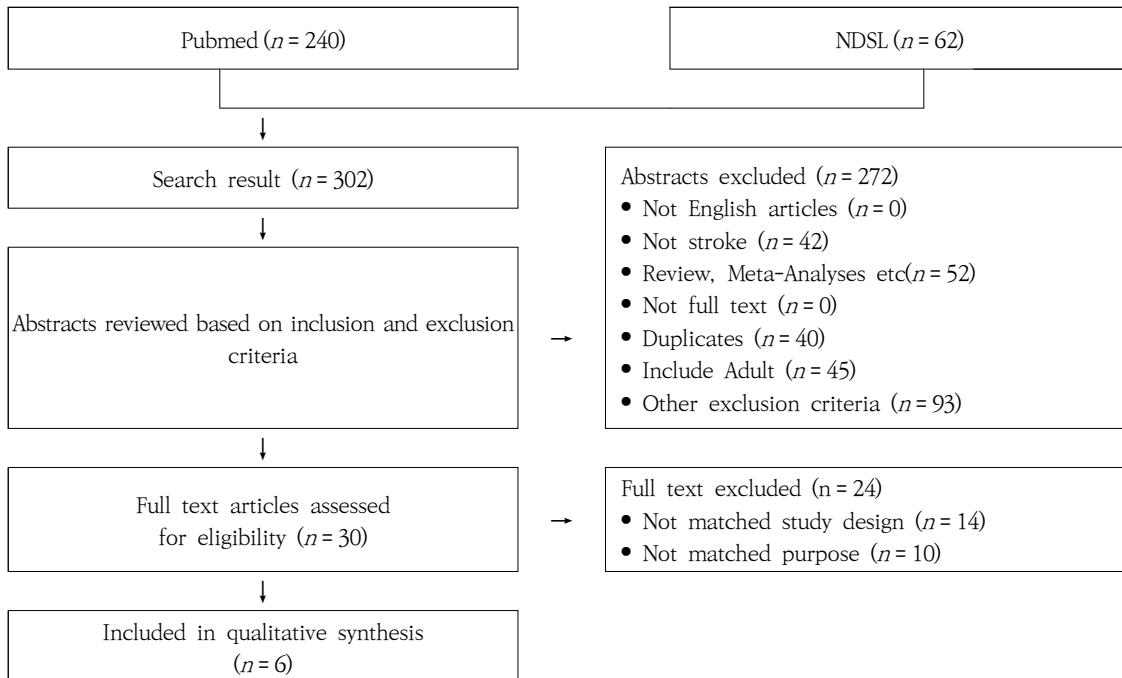 Pubmed (n = 240)
NDSL (n = 62)
Search result (n = 302)
Abstracts reviewed based on inclusion and exclusion
criteria
Abstracts excluded (n = 272)
• Not English articles (n = 0)
• Not stroke (n = 42)
• Review, Meta-Analyses etc(n = 52)
• Not full text (n = 0)
• Duplicates (n = 40)
• Include Adult (n = 45)
• Other exclusion criteria (n = 93)
Full text articles assessed
for eligibility (n = 30)
Full text excluded (n = 24)
• Not matched study design (n = 14)
• Not matched purpose (n = 10)
Included in qualitative synthesis
(n = 6)